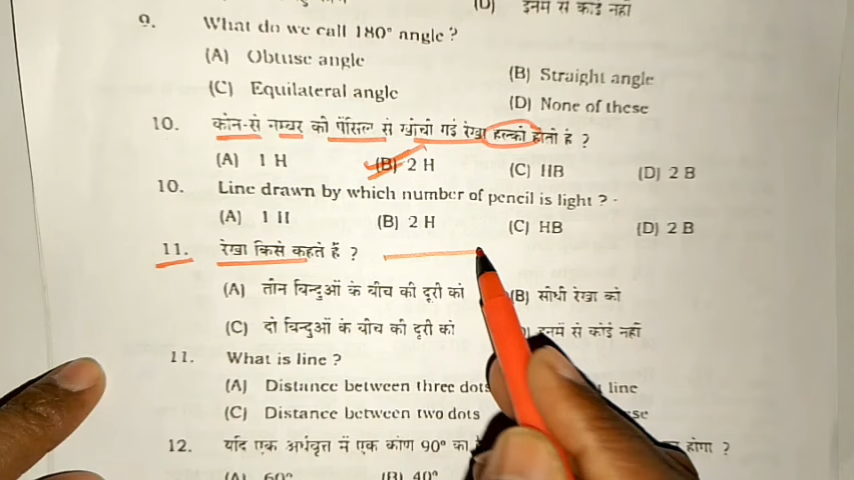 (D) इनमें से कोई नहीं
9. What do we call 180° angle ?
(A) Obtuse angle
(B) Straight angle
(C) Equilateral angle
(D) None of these
10. कौन-से नम्बर की पेंसिल से खींची गई रेखा हल्की होती है ?
(A) 1 H (B) 2 H (C) HB (D) 2 B
10. Line drawn by which number of pencil is light ?
(A) 1 H (B) 2 H (C) HB (D) 2 B
11. रेखा किसे कहते हैं ?
(A) तीन बिन्दुओं के बीच की दूरी को (B) सीधी रेखा को
(C) दो बिन्दुओं के बीच की दूरी को इनमें से कोई नहीं
11. What is line ?
(A) Distance between three dots line
(C) Distance between two dots
12. यदि एक अर्धवृत्त में एक कोण 90° का होगा ?
(A) 60° (B) 40°